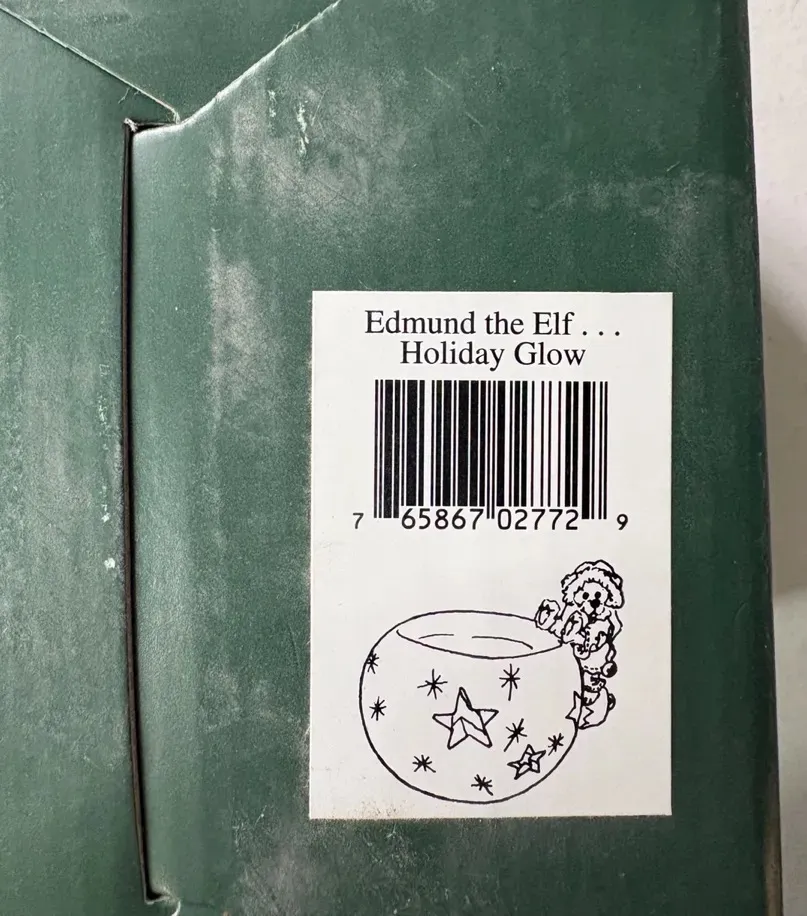 Edmund the Elf . . .
Holiday Glow
7 65867 02772 9